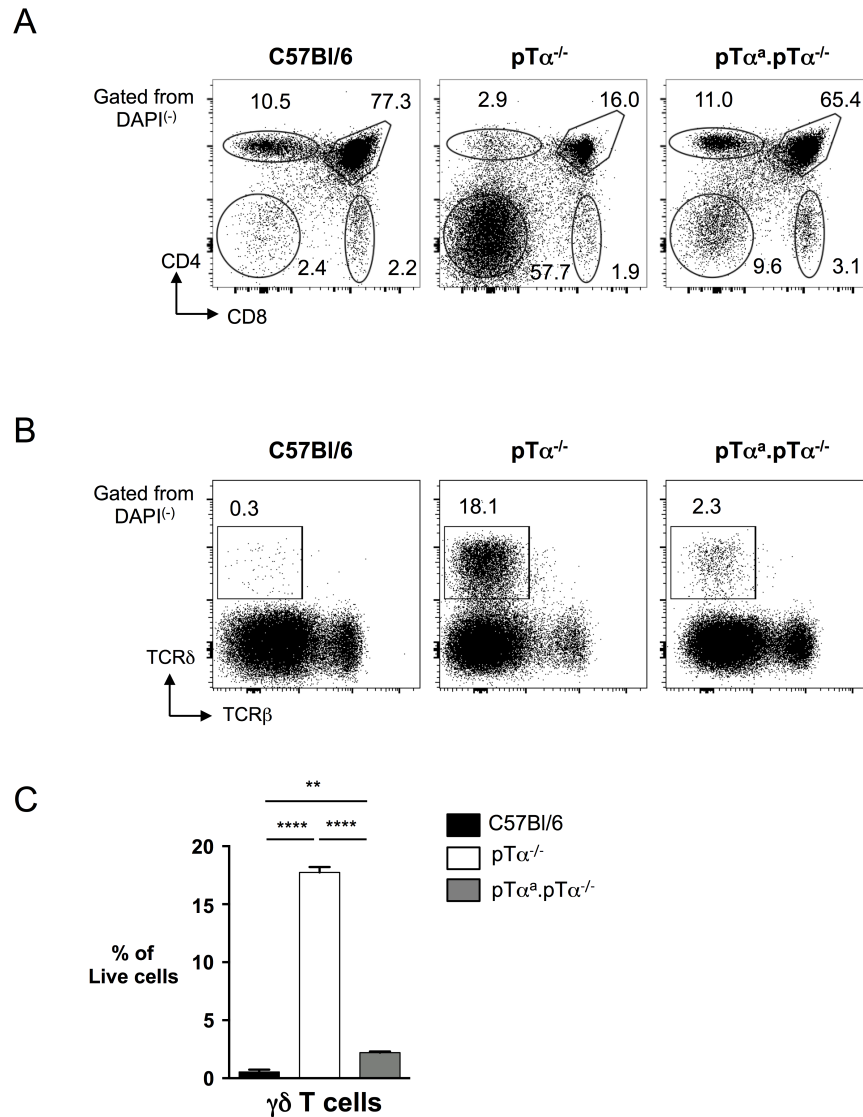 A
C57Bl/6
pTα-/-
pTαa.pTα-/-
Gated from
DAPI(-)
10.5
77.3
2.4
2.2
2.9
16.0
57.7
1.9
11.0
65.4
9.6
3.1
CD4
CD8
B
C57Bl/6
pTα-/-
pTαa.pTα-/-
Gated from
DAPI(-)
0.3
18.1
2.3
TCRδ
TCRβ
C
**
**** ****
20
15
10
5
0
% of
Live cells
γδ T cells
C57Bl/6
pTα-/-
pTαa.pTα-/-